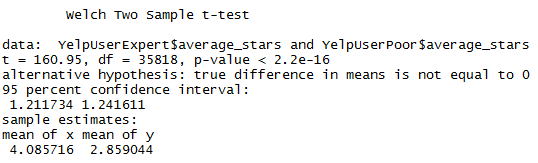 Welch Two Sample t-test
data: YelpUserExpert$average_stars and YelpUserPoor$average_stars
t = 160.95, df = 35818, p-value < 2.2e-16
alternative hypothesis: true difference in means is not equal to 0
95 percent confidence interval:
1.211734 1.241611
sample estimates:
mean of x mean of y
4.085716 2.859044